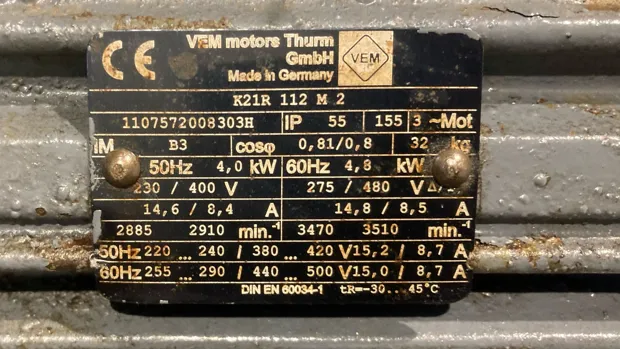 CE VEM motors Thurm
GmbH
Made in Germany
VEM
K21R 112 M 2
1107572008303H IP 55 155 3 ~Mot
IM B3 cosφ 0,81/0,8 32 kg
50Hz 4,0 kW 60Hz 4,8 kW
230 / 400 V 275 / 480 V
14,6 / 8,4 A 14,8 / 8,5 A
2885 2910 min.-1 3470 3510 min.-1
50Hz 220 ... 240 / 380 ... 420 V 15,2 / 8,7 A
60Hz 255 ... 290 / 440 ... 500 V 15,0 / 8,7 A
DIN EN 60034-1 tR=-30... 45°C